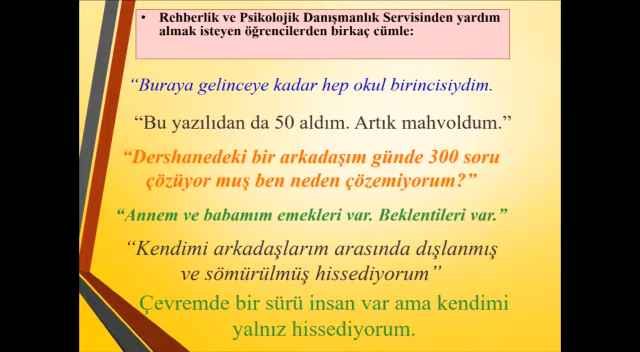 • Rehberlik ve Psikolojik Danışmanlık Servisinden yardım
almak isteyen öğrencilerden birkaç cümle:
“Buraya gelinceye kadar hep okul birincisiydim.
“Bu yazılıdan da 50 aldım. Artık mahvoldum.”
“Dershanedeki bir arkadaşım günde 300 soru
çözüyor muş ben neden çözemiyorum?”
“Annem ve babamım emekleri var. Beklentileri var.”
“Kendimi arkadaşlarım arasında dışlanmış
ve sömürülmüş hissediyorum”
Çevremde bir sürü insan var ama kendimi
yalnız hissediyorum.